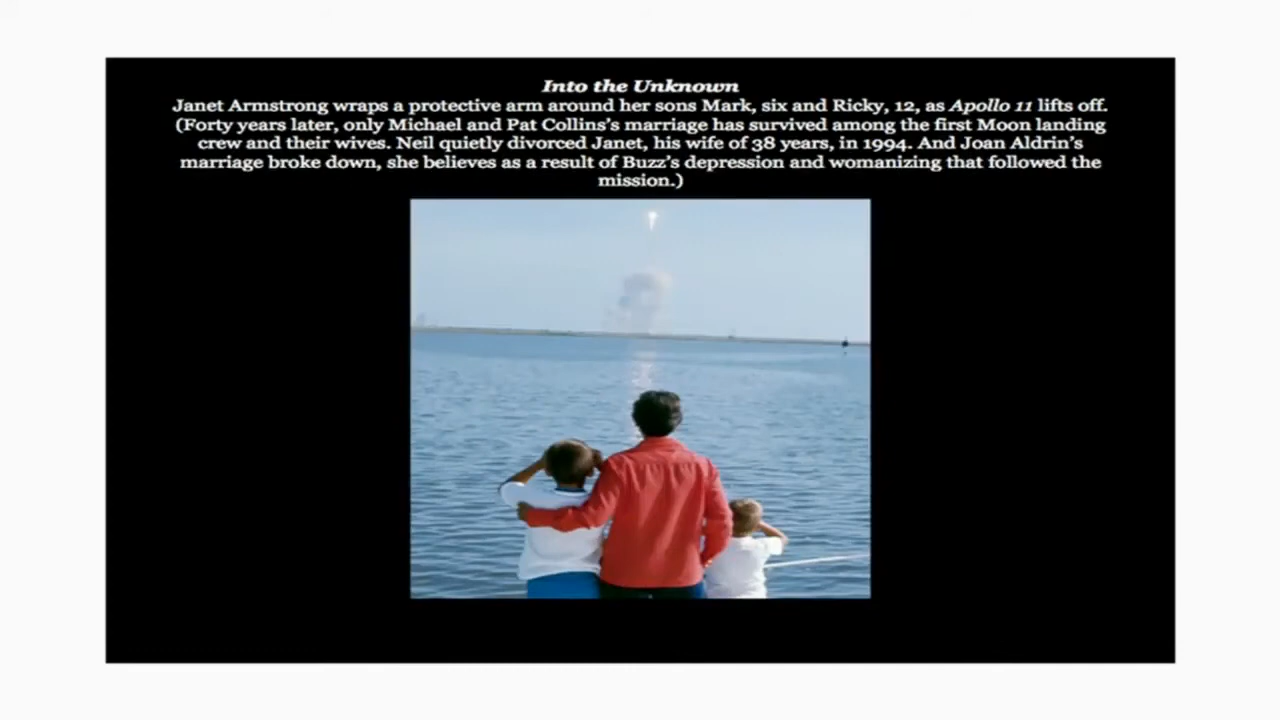 Into the Unknown
Janet Armstrong wraps a protective arm around her sons Mark, six and Ricky, 12, as Apollo 11 lifts off.
(Forty years later, only Michael and Pat Collins's marriage has survived among the first Moon landing
crew and their wives. Neil quietly divorced Janet, his wife of 38 years, in 1994. And Joan Aldrin's
marriage broke down, she believes as a result of Buzz's depression and womanizing that followed the
mission.)